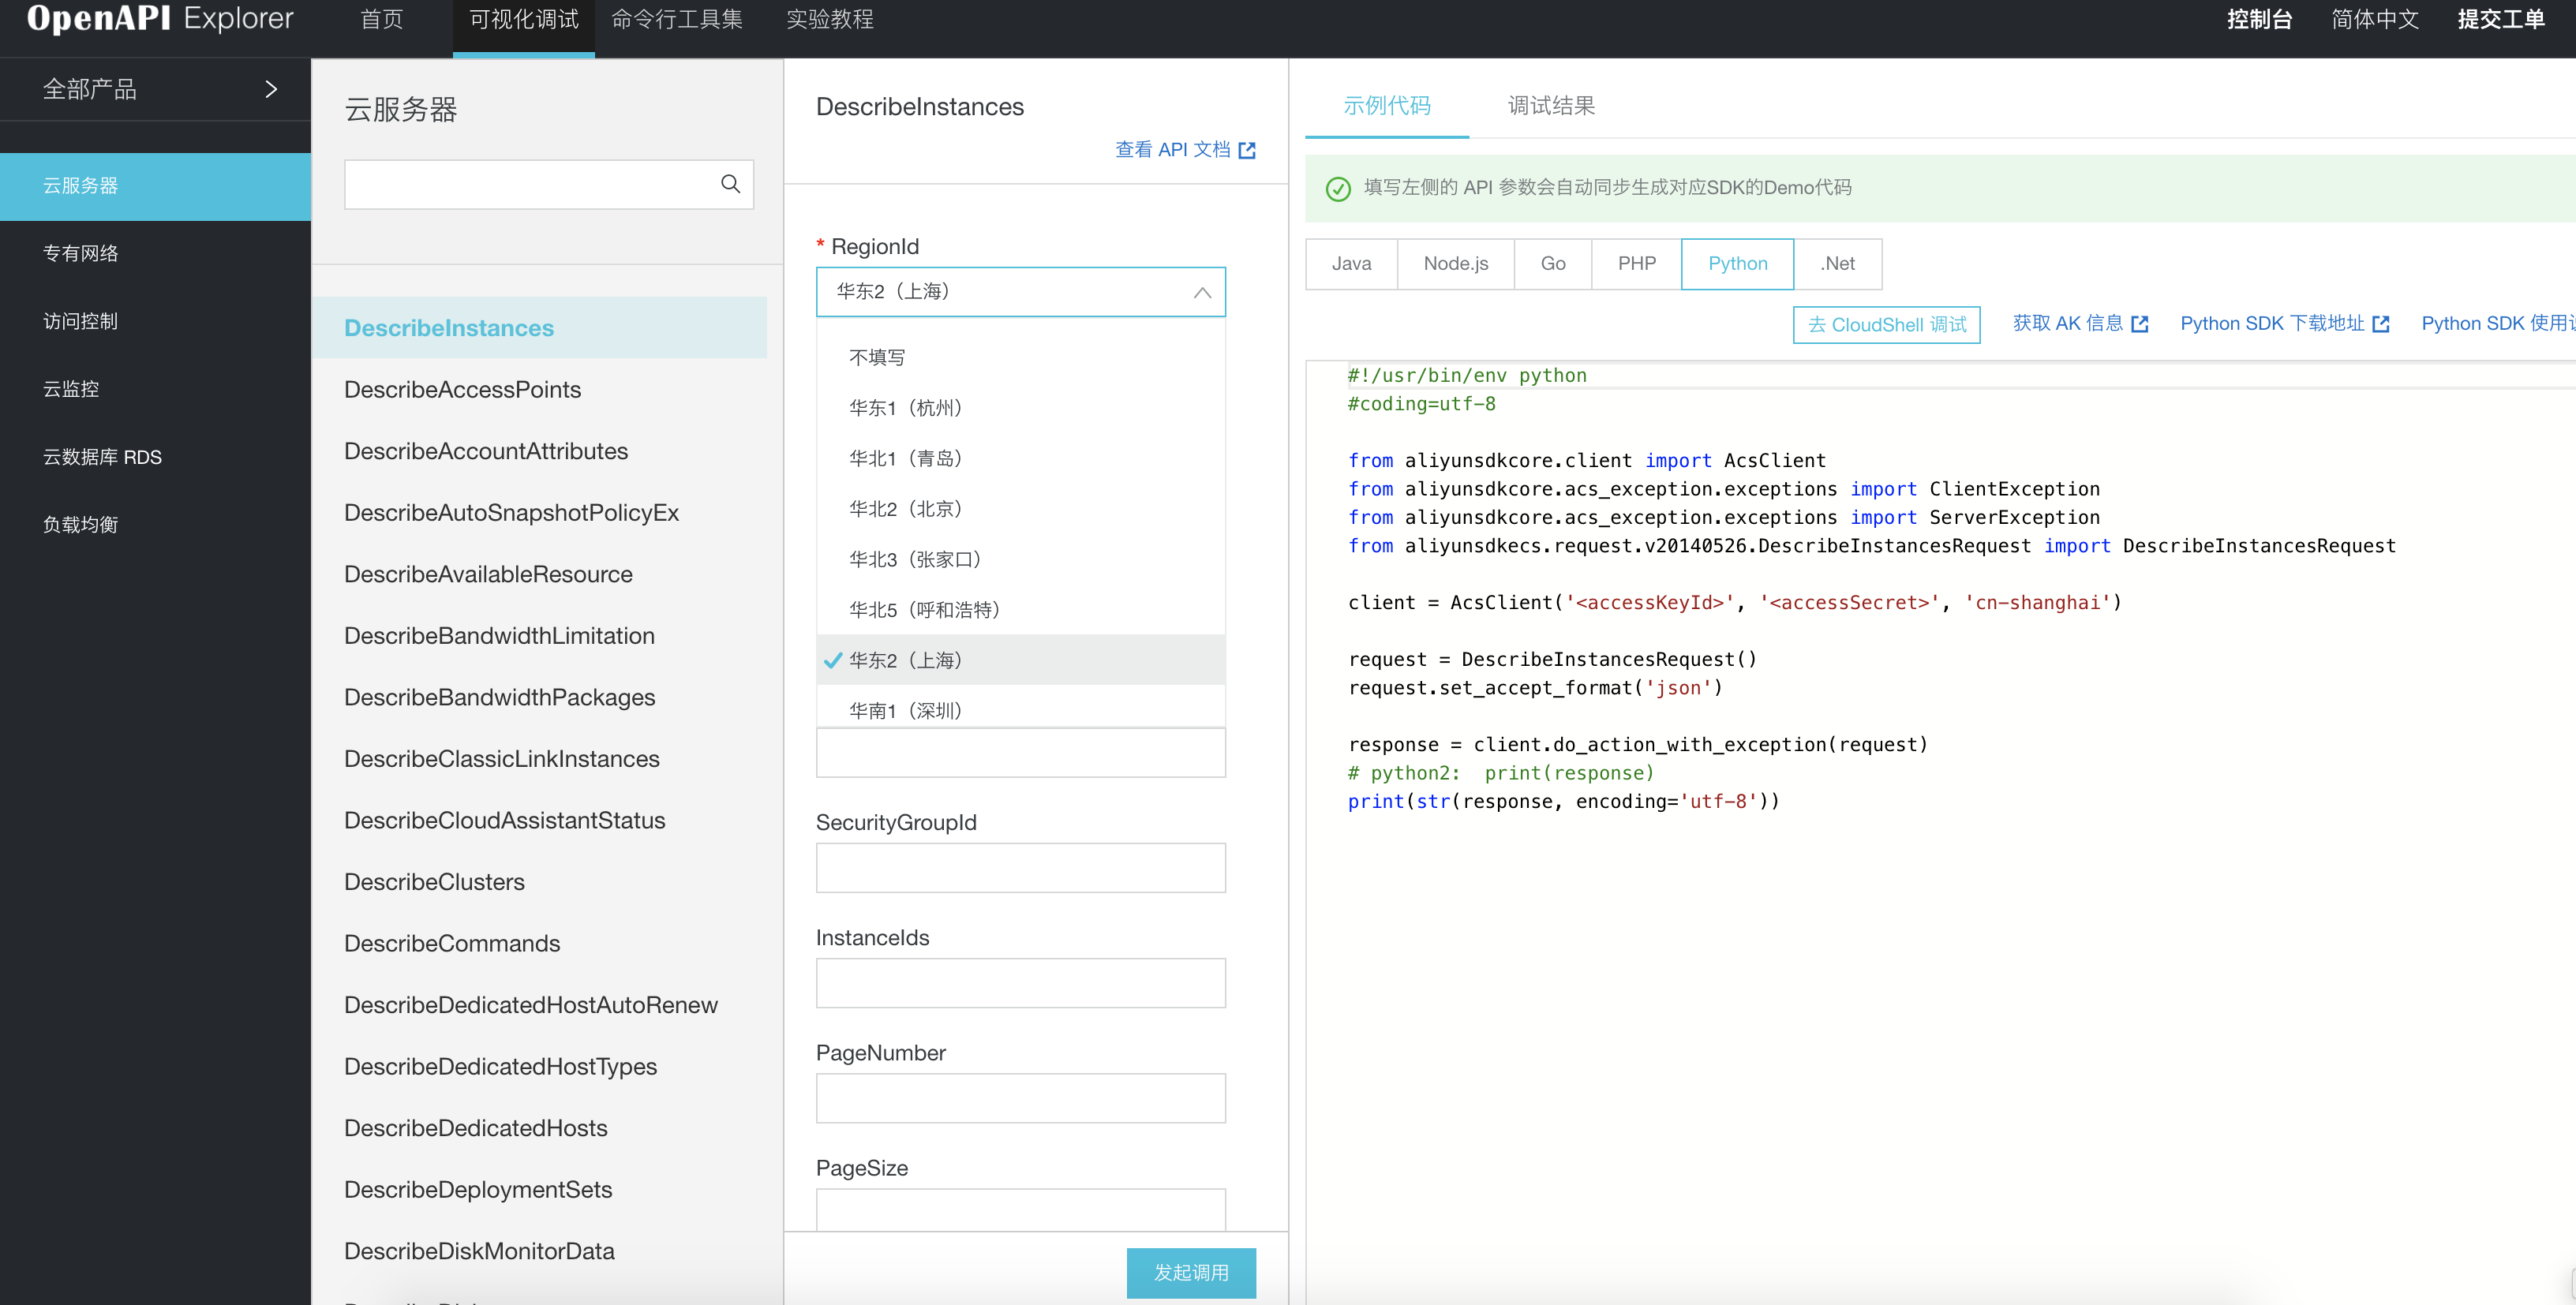 OpenAPI Explorer
首页
可视化调试
命令行工具集
实验教程
控制台
简体中文
提交工单
全部产品
云服务器
专有网络
访问控制
云监控
云数据库 RDS
负载均衡
云服务器
DescribeInstances
DescribeAccessPoints
DescribeAccountAttributes
DescribeAutoSnapshotPolicyEx
DescribeAvailableResource
DescribeBandwidthLimitation
DescribeBandwidthPackages
DescribeClassicLinkInstances
DescribeCloudAssistantStatus
DescribeClusters
DescribeCommands
DescribeDedicatedHostAutoRenew
DescribeDedicatedHostTypes
DescribeDedicatedHosts
DescribeDeploymentSets
DescribeDiskMonitorData
DescribeInstances
查看 API 文档
* RegionId
华东2（上海）
不填写
华东1（杭州）
华北1（青岛）
华北2（北京）
华北3（张家口）
华北5（呼和浩特）
华东2（上海）
华南1（深圳）
SecurityGroupId
InstanceIds
PageNumber
PageSize
发起调用
示例代码
调试结果
填写左侧的 API 参数会自动同步生成对应SDK的Demo代码
Java
Node.js
Go
PHP
Python
.Net
去 CloudShell 调试
获取 AK 信息
Python SDK 下载地址
Python SDK 使用
#!/usr/bin/env python
#coding=utf-8
from aliyunsdkcore.client import AcsClient
from aliyunsdkcore.acs_exception.exceptions import ClientException
from aliyunsdkcore.acs_exception.exceptions import ServerException
from aliyunsdkecs.request.v20140526.DescribeInstancesRequest import DescribeInstancesRequest
client = AcsClient('<accessKeyId>', '<accessSecret>', 'cn-shanghai')
request = DescribeInstancesRequest()
request.set_accept_format('json')
response = client.do_action_with_exception(request)
# python2:  print(response)
print(str(response, encoding='utf-8'))